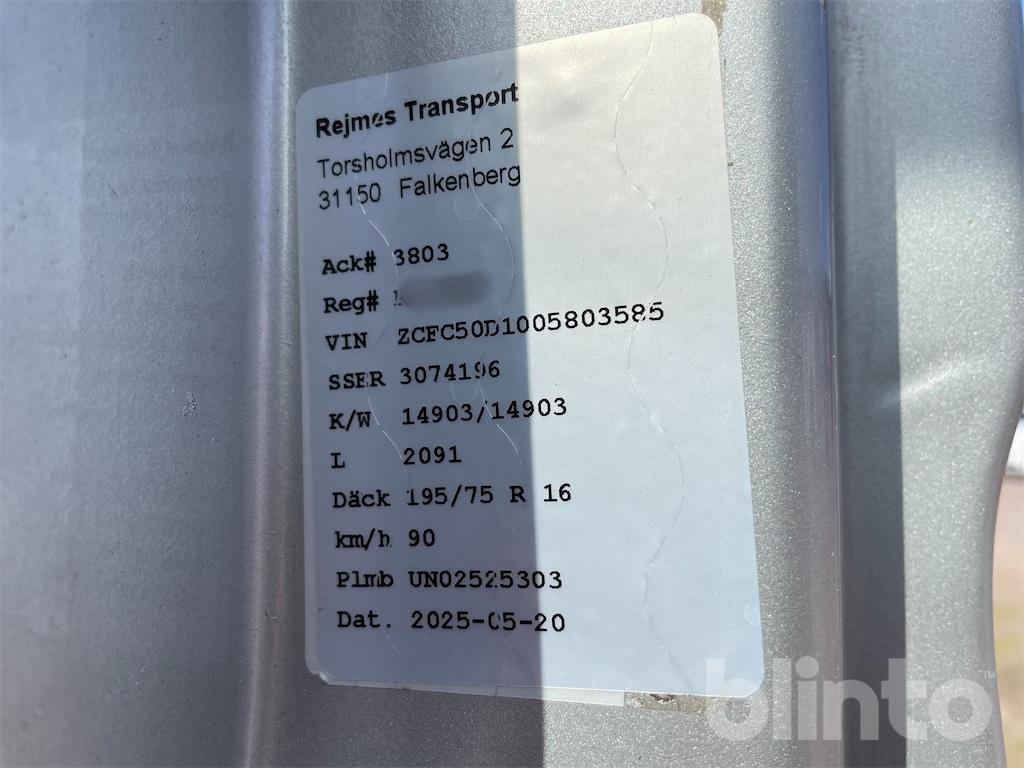 Rejmes Transport
Torsholmsvägen 2
31150 Falkenberg
Ack# 3803
Reg#
VIN ZCFC50D1005803585
SSER 3074196
K/W 14903/14903
L 2091
Däck 195/75 R 16
km/h 90
Plmb UN02525303
Dat. 2025-05-20
blinto™